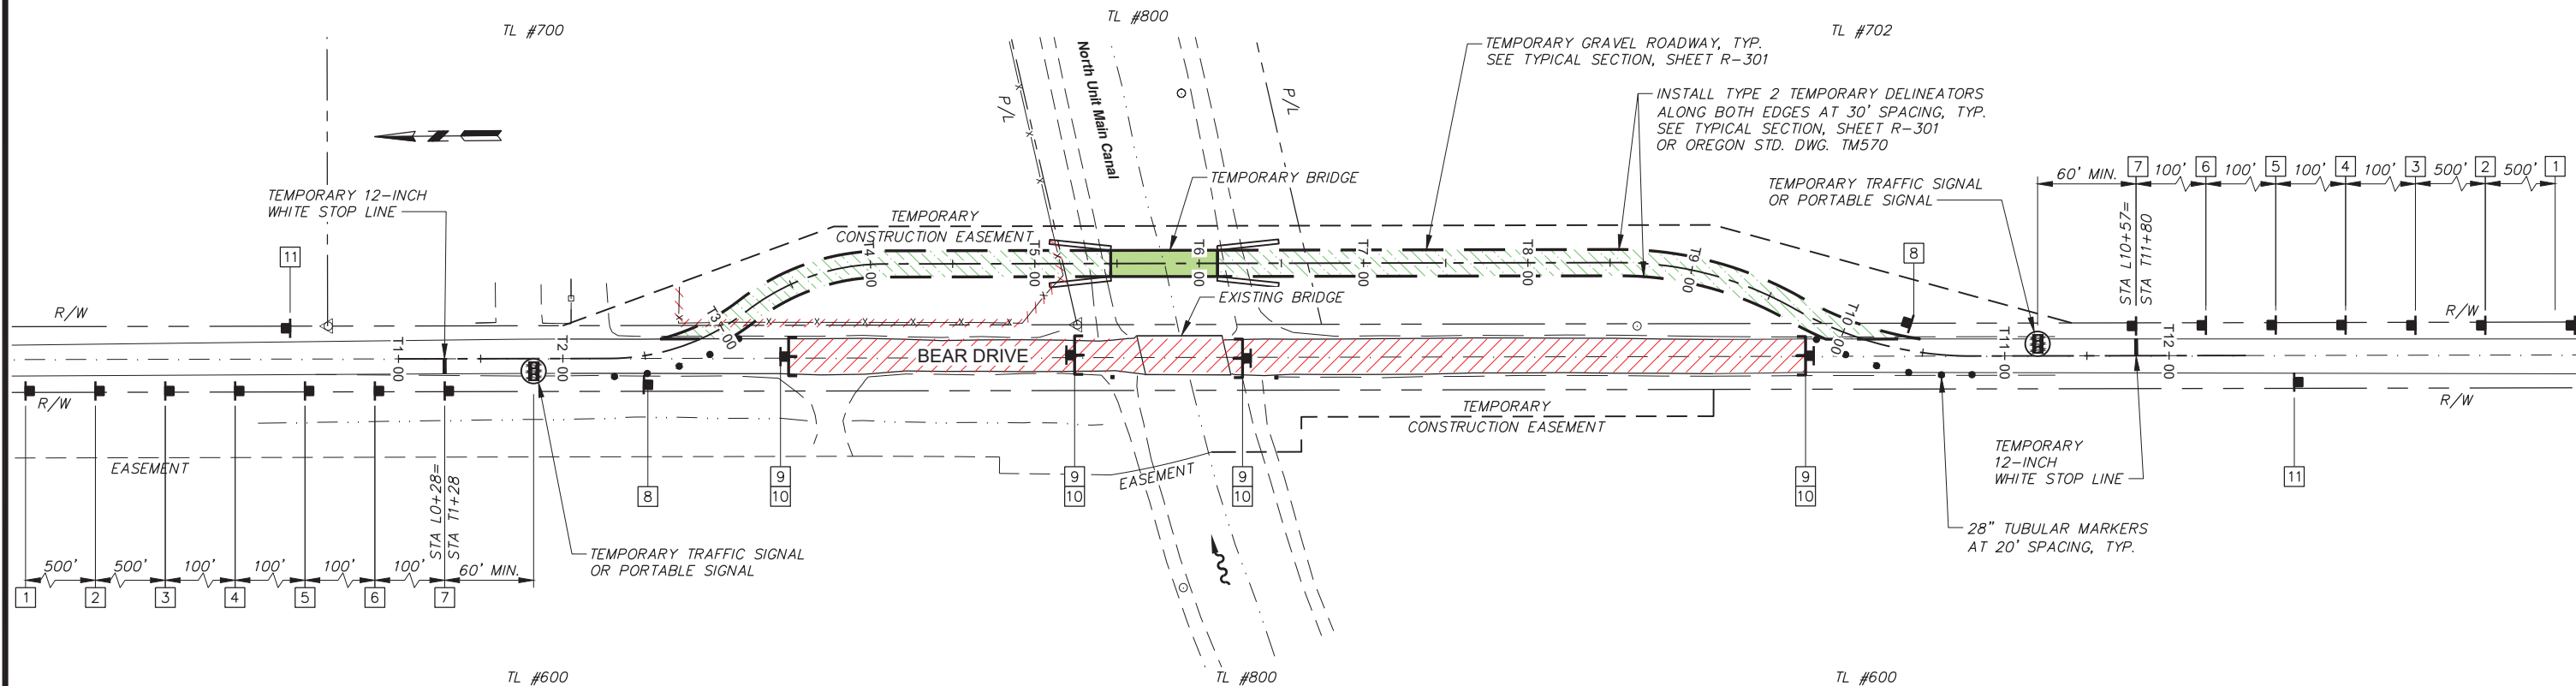 TL #700
TL #800
TL #702
TEMPORARY GRAVEL ROADWAY, TYP.
SEE TYPICAL SECTION, SHEET R-301
INSTALL TYPE 2 TEMPORARY DELINEATORS
ALONG BOTH EDGES AT 30' SPACING, TYP.
SEE TYPICAL SECTION, SHEET R-301
OR OREGON STD. DWG. TM570
P/L
North Unit Main Canal
P/L
TEMPORARY 12-INCH
WHITE STOP LINE
TEMPORARY BRIDGE
TEMPORARY TRAFFIC SIGNAL
OR PORTABLE SIGNAL
60' MIN.
7
100'
6
100'
5
100'
4
100'
3
500'
2
500'
1
STA L10+57=
STA T11+80
TEMPORARY
CONSTRUCTION EASEMENT
11
8
R/W
R/W
EXISTING BRIDGE
T1+00
T2+00
T3+00
T4+00
T5+00
T6+00
T7+00
T8+00
T9+00
T10+00
T11+00
T12+00
BEAR DRIVE
R/W
R/W
TEMPORARY
CONSTRUCTION EASEMENT
EASEMENT
EASEMENT
STA L0+28=
STA T1+28
8
9
10
9
10
9
10
9
10
TEMPORARY
12-INCH
WHITE STOP LINE
11
28" TUBULAR MARKERS
AT 20' SPACING, TYP.
TEMPORARY TRAFFIC SIGNAL
OR PORTABLE SIGNAL
500'
500'
100'
100'
100'
100'
60' MIN.
1
2
3
4
5
6
7
TL #600
TL #800
TL #600